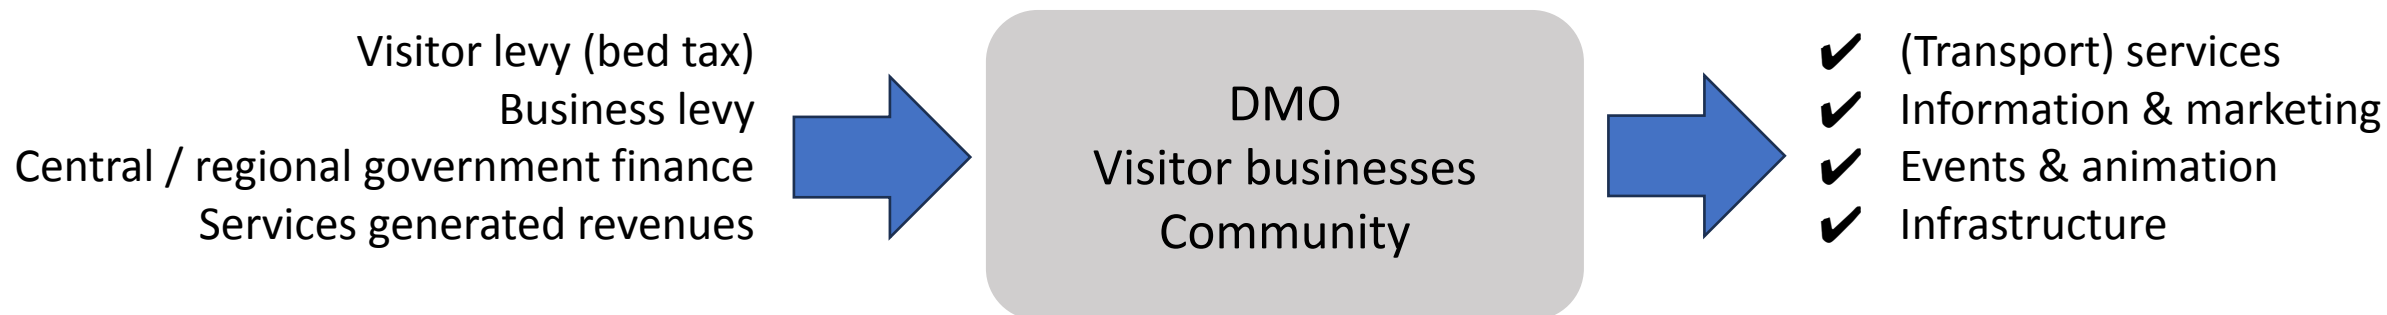 Visitor levy (bed tax)
Business levy
Central / regional government finance
Services generated revenues
DMO
Visitor businesses
Community
✔ (Transport) services
✔ Information & marketing
✔ Events & animation
✔ Infrastructure